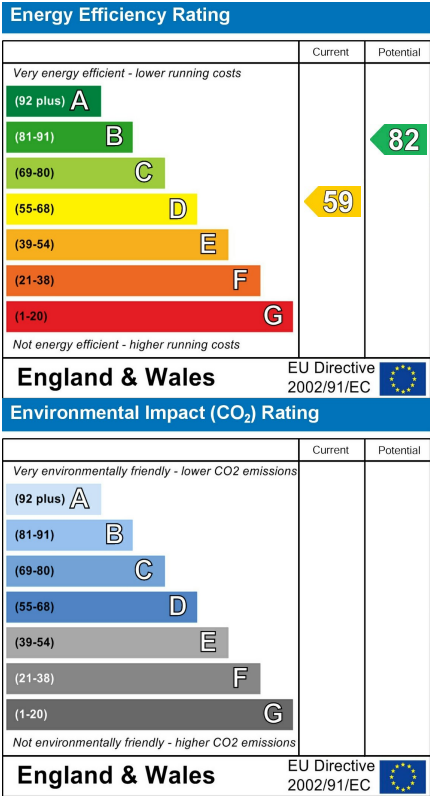 Energy Efficiency Rating
Current Potential
Very energy efficient - lower running costs
(92 plus) A
(81-91) B
82
(69-80) C
(55-68) D
59
(39-54) E
(21-38) F
(1-20) G
Not energy efficient - higher running costs
England & Wales
EU Directive
2002/91/EC
Environmental Impact (CO₂) Rating
Current Potential
Very environmentally friendly - lower CO2 emissions
(92 plus) A
(81-91) B
(69-80) C
(55-68) D
(39-54) E
(21-38) F
(1-20) G
Not environmentally friendly - higher CO2 emissions
England & Wales
EU Directive
2002/91/EC